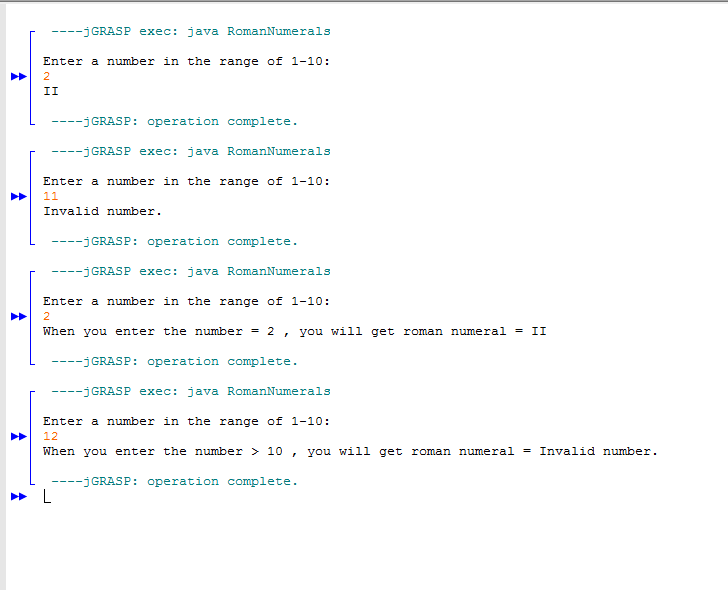 ----jGRASP exec: java RomanNumerals
Enter a number in the range of 1-10:
2
II
----jGRASP: operation complete.
----jGRASP exec: java RomanNumerals
Enter a number in the range of 1-10:
11
Invalid number.
----jGRASP: operation complete.
----jGRASP exec: java RomanNumerals
Enter a number in the range of 1-10:
2
When you enter the number = 2 , you will get roman numeral = II
----jGRASP: operation complete.
----jGRASP exec: java RomanNumerals
Enter a number in the range of 1-10:
12
When you enter the number > 10 , you will get roman numeral = Invalid number.
----jGRASP: operation complete.